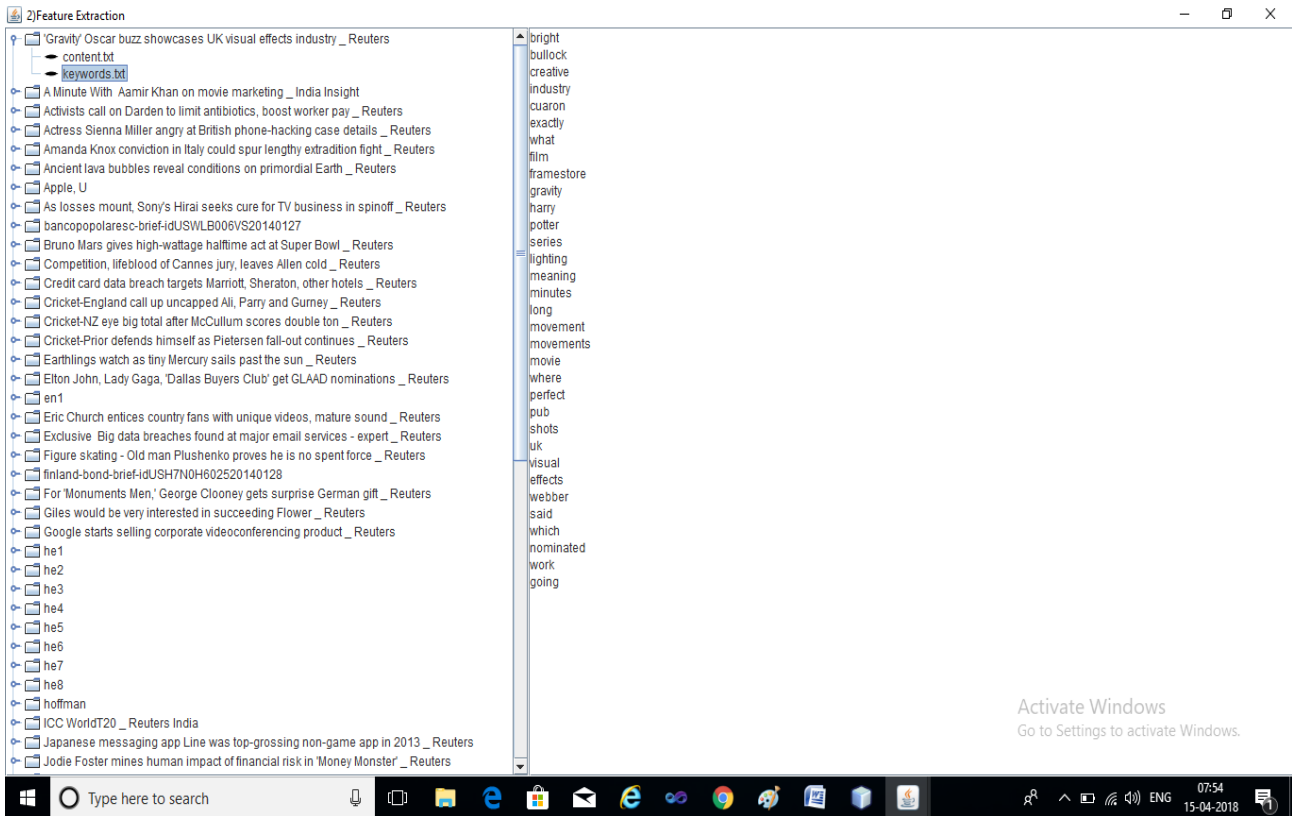 2)Feature Extraction
'Gravity' Oscar buzz showcases UK visual effects industry _ Reuters
content.txt
keywords.txt
A Minute With Aamir Khan on movie marketing _ India Insight
Activists call on Darden to limit antibiotics, boost worker pay _ Reuters
Actress Sienna Miller angry at British phone-hacking case details _ Reuters
Amanda Knox conviction in Italy could spur lengthy extradition fight _ Reuters
Ancient lava bubbles reveal conditions on primordial Earth _ Reuters
Apple, U
As losses mount, Sony's Hirai seeks cure for TV business in spinoff _ Reuters
bancopopolaresc-brief-idUSWLB006VS20140127
Bruno Mars gives high-wattage halftime act at Super Bowl _ Reuters
Competition, lifeblood of Cannes jury, leaves Allen cold _ Reuters
Credit card data breach targets Marriott, Sheraton, other hotels _ Reuters
Cricket-England call up uncapped Ali, Parry and Gurney _ Reuters
Cricket-NZ eye big total after McCullum scores double ton _ Reuters
Cricket-Prior defends himself as Pietersen fall-out continues _ Reuters
Earthlings watch as tiny Mercury sails past the sun _ Reuters
Elton John, Lady Gaga, 'Dallas Buyers Club' get GLAAD nominations _ Reuters
en1
Eric Church entices country fans with unique videos, mature sound _ Reuters
Exclusive Big data breaches found at major email services - expert _ Reuters
Figure skating - Old man Plushenko proves he is no spent force _ Reuters
finland-bond-brief-idUSH7N0H602520140128
For 'Monuments Men,' George Clooney gets surprise German gift _ Reuters
Giles would be very interested in succeeding Flower _ Reuters
Google starts selling corporate videoconferencing product _ Reuters
he1
he2
he3
he4
he5
he6
he7
he8
hoffman
ICC WorldT20 _ Reuters India
Japanese messaging app Line was top-grossing non-game app in 2013 _ Reuters
Jodie Foster mines human impact of financial risk in 'Money Monster' _ Reuters
bright
bullock
creative
industry
cuaron
exactly
what
film
framestore
gravity
harry
potter
series
lighting
meaning
minutes
long
movement
movements
movie
where
perfect
pub
shots
uk
visual
effects
webber
said
which
nominated
work
going
Activate Windows
Go to Settings to activate Windows.
Type here to search
ENG
07:54
15-04-2018